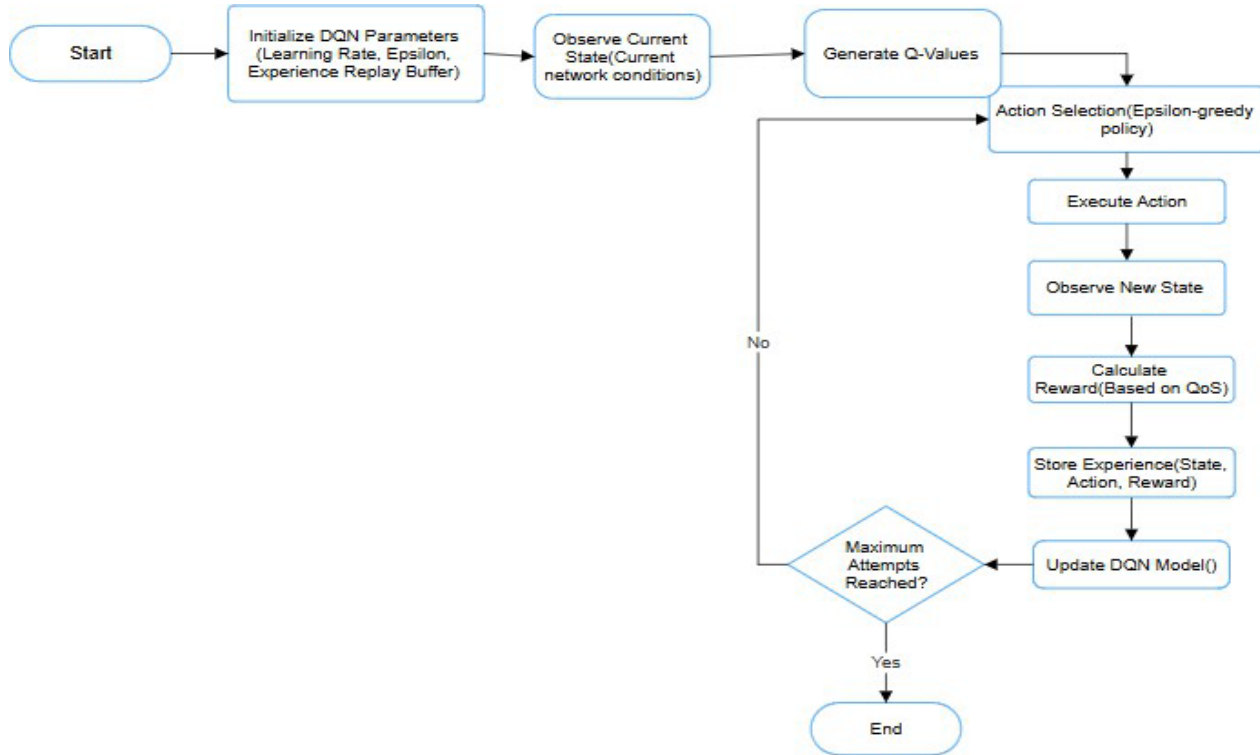 Start
Initialize DQN Parameters
(Learning Rate, Epsilon,
Experience Replay Buffer)
Observe Current
State(Current
network conditions)
Generate Q-Values
Action Selection(Epsilon-greedy
policy)
Execute Action
Observe New State
Calculate
Reward(Based on QoS)
Store Experience(State,
Action, Reward)
Update DQN Model()
Maximum
Attempts
Reached?
No
Yes
End